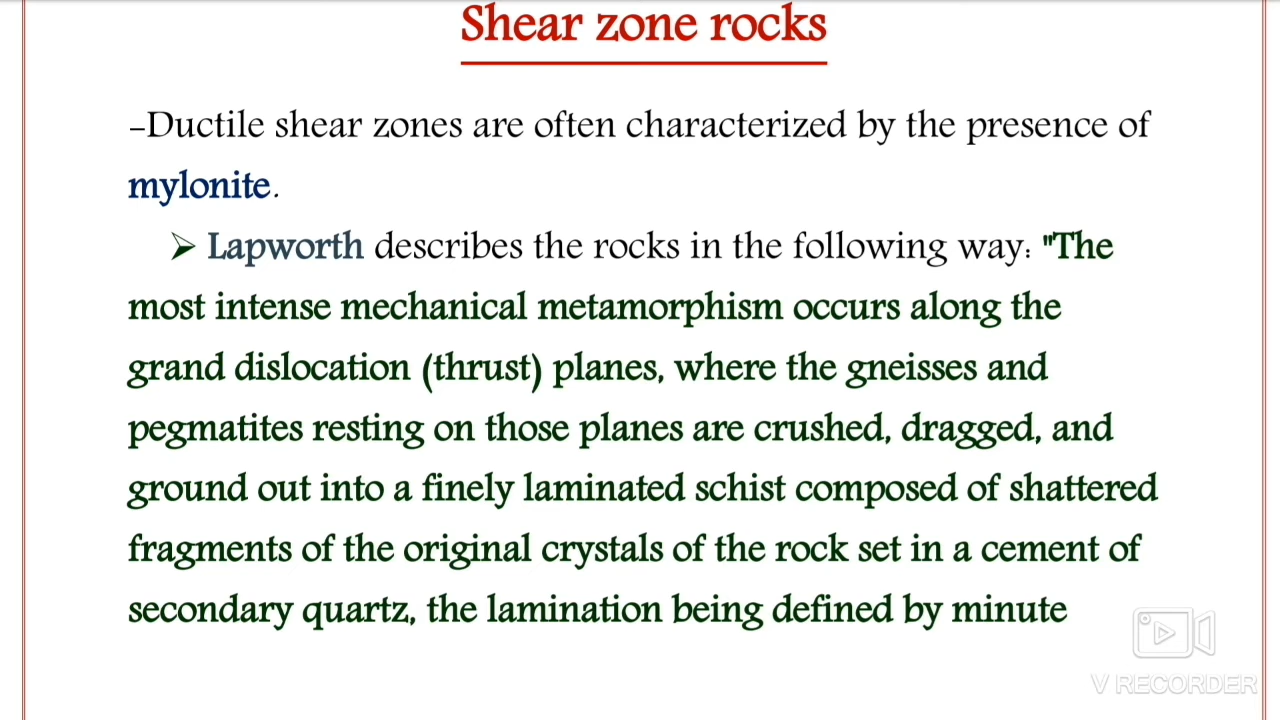 Shear zone rocks
-Ductile shear zones are often characterized by the presence of
mylonite.
➤ Lapworth describes the rocks in the following way: "The
most intense mechanical metamorphism occurs along the
grand dislocation (thrust) planes, where the gneisses and
pegmatites resting on those planes are crushed, dragged, and
ground out into a finely laminated schist composed of shattered
fragments of the original crystals of the rock set in a cement of
secondary quartz, the lamination being defined by minute
V RECORDER